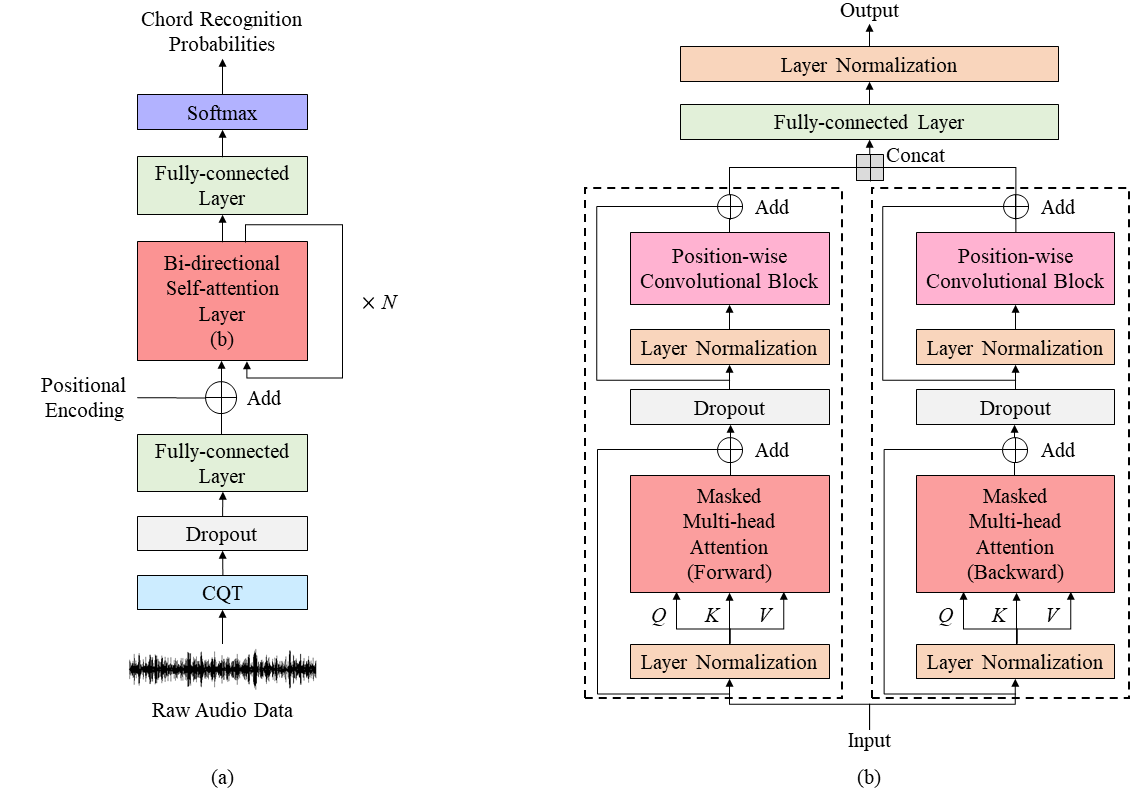 Chord Recognition
Probabilities
Softmax
Fully-connected
Layer
Bi-directional
Self-attention
Layer
(b)
× N
Positional
Encoding
Add
Fully-connected
Layer
Dropout
CQT
Raw Audio Data
(a)
Output
Layer Normalization
Fully-connected Layer
Concat
Add
Position-wise
Convolutional Block
Layer Normalization
Dropout
Add
Masked
Multi-head
Attention
(Forward)
Q K V
Layer Normalization
Add
Position-wise
Convolutional Block
Layer Normalization
Dropout
Add
Masked
Multi-head
Attention
(Backward)
Q K V
Layer Normalization
Input
(b)